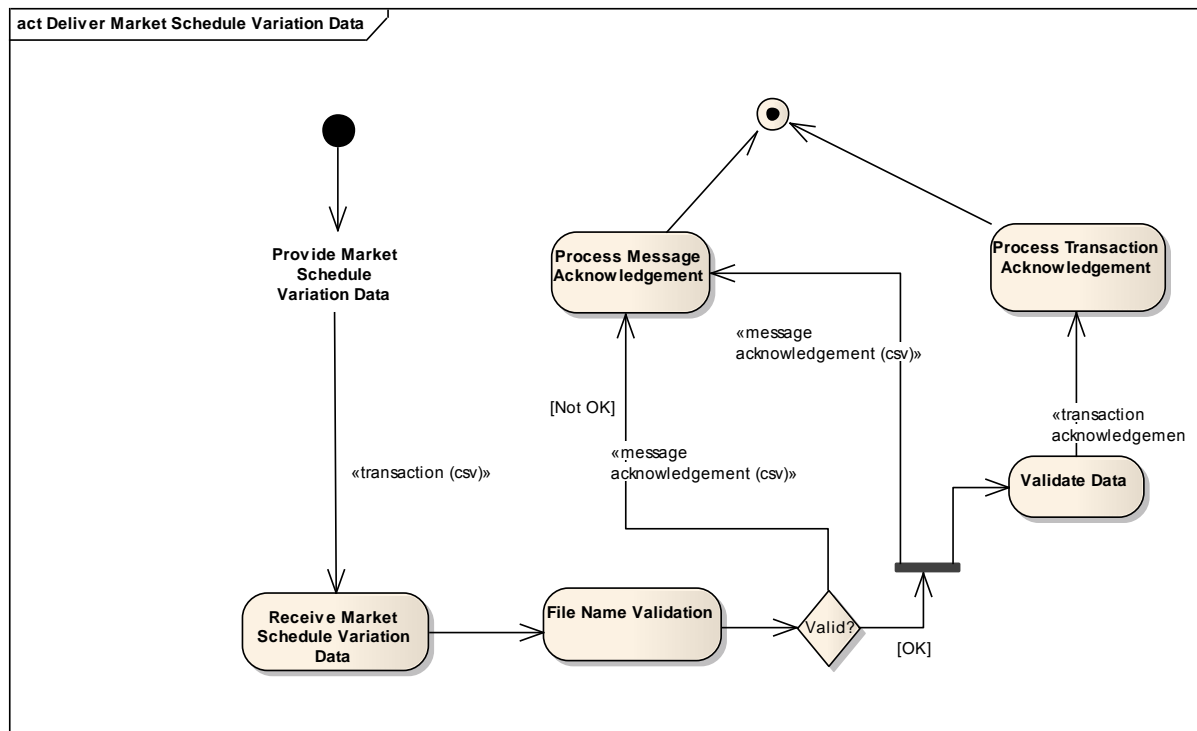 act Deliver Market Schedule Variation Data
Provide Market
Schedule
Variation Data
Process Message
Acknowledgement
Process Transaction
Acknowledgement
«message
acknowledgement (csv)»
[Not OK]
«transaction
acknowledgemen
«message
acknowledgement (csv)»
«transaction (csv)»
Validate Data
Receive Market
Schedule Variation
Data
File Name Validation
Valid?
[OK]